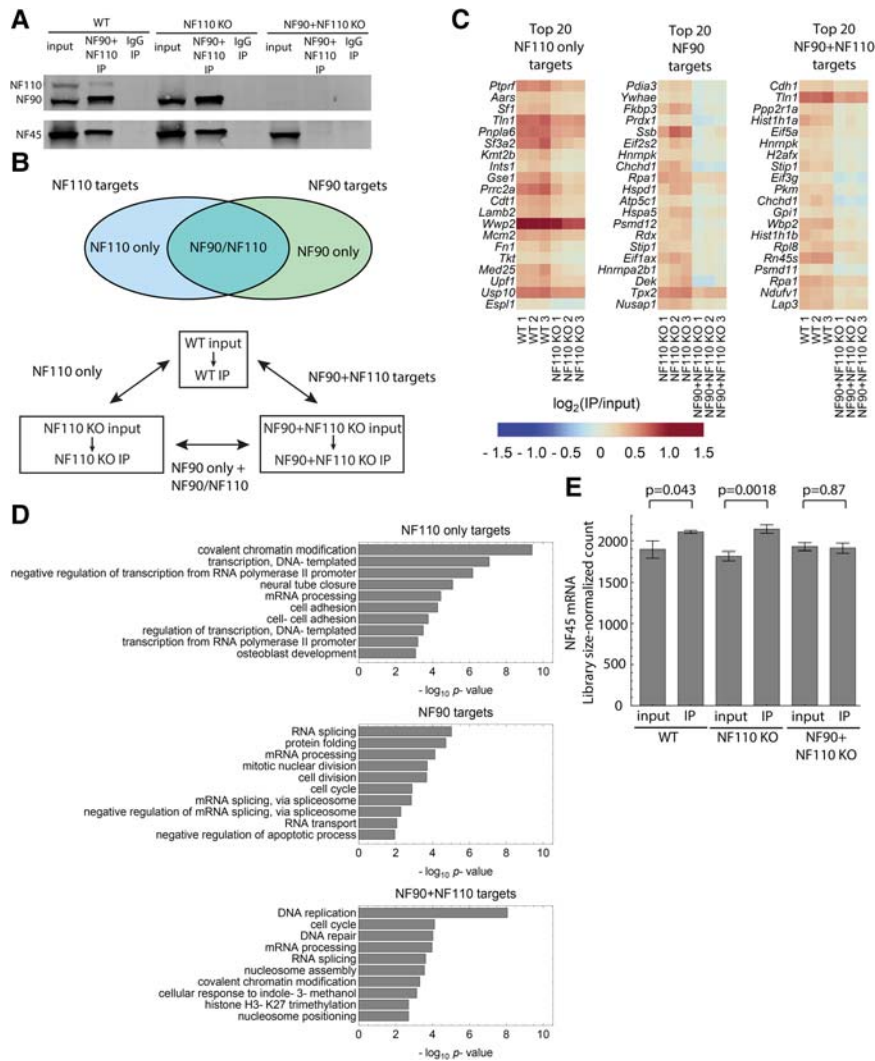 A
WT
NF110 KO
NF90+NF110 KO
input
NF90+
NF110
IP
IgG
IP
input
NF90+
NF110
IP
IgG
IP
input
NF90+
NF110
IP
IgG
IP
NF110
NF90
NF45
B
NF110 targets
NF90 targets
NF110 only
NF90/NF110
NF90 only
WT input
WT IP
NF110 only
NF90+NF110 targets
NF110 KO input
NF110 KO IP
NF90+NF110 KO input
NF90+NF110 KO IP
NF90 only +
NF90/NF110
C
Top 20
NF110 only
targets
Ptprf
Aars
Sf1
Tln1
Pnpla6
Sf3a2
Kmt2b
Ints1
Gse1
Prrc2a
Cdt1
Lamb2
Wwp2
Mcm2
Fn1
Tkt
Med25
Upf1
Usp10
Espl1
WT 1
WT 2
WT 3
NF110 KO 1
NF110 KO 2
NF110 KO 3
Top 20
NF90
targets
Pdia3
Ywhae
Fkbp3
Prdx1
Ssb
Eif2s2
Hnrnpk
Chchd1
Rpa1
Hspd1
Atp5c1
Hspa5
Psmd12
Rdx
Stip1
Eif1ax
Hnrnpa2b1
Dek
Tpx2
Nusap1
NF110 KO 1
NF110 KO 2
NF110 KO 3
NF90+NF110 KO 1
NF90+NF110 KO 2
NF90+NF110 KO 3
Top 20
NF90+NF110
targets
Cdh1
Tln1
Ppp2r1a
Hist1h1a
Eif5a
Hnrnpk
H2afx
Stip1
Eif3g
Pkm
Chchd1
Gpi1
Wbp2
Hist1h1b
Rpl8
Rn45s
Psmd11
Rpa1
Ndufv1
Lap3
WT 1
WT 2
WT 3
NF90+NF110 KO 1
NF90+NF110 KO 2
NF90+NF110 KO 3
log2(IP/input)
- 1.5 - 1.0 - 0.5 0 0.5 1.0 1.5
D
NF110 only targets
covalent chromatin modification
transcription, DNA- templated
negative regulation of transcription from RNA polymerase II promoter
neural tube closure
mRNA processing
cell adhesion
cell- cell adhesion
regulation of transcription, DNA- templated
transcription from RNA polymerase II promoter
osteoblast development
0 2 4 6 8 10
- log10 p- value
NF90 targets
RNA splicing
protein folding
mRNA processing
mitotic nuclear division
cell division
cell cycle
mRNA splicing, via spliceosome
negative regulation of mRNA splicing, via spliceosome
RNA transport
negative regulation of apoptotic process
0 2 4 6 8 10
- log10 p- value
NF90+NF110 targets
DNA replication
cell cycle
DNA repair
mRNA processing
RNA splicing
nucleosome assembly
covalent chromatin modification
cellular response to indole- 3- methanol
histone H3- K27 trimethylation
nucleosome positioning
0 2 4 6 8 10
- log10 p- value
E
p=0.043
p=0.0018
p=0.87
NF45 mRNA
Library size-normalized count
2000
1500
1000
500
0
input IP input IP input IP
WT
NF110 KO
NF90+
NF110 KO